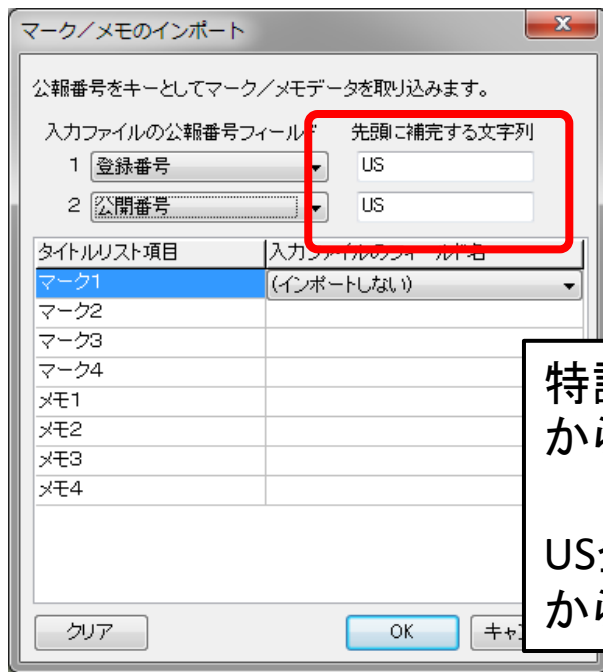 マーク／メモのインポート
公報番号をキーとしてマーク／メモデータを取り込みます。
入力ファイルの公報番号フィールド 先頭に補完する文字列
1 登録番号 US
2 公開番号 US
タイトルリスト項目 入力ファイルのフィールド名
マーク1 (インポートしない)
マーク2
マーク3
マーク4
メモ1
メモ2
メモ3
メモ4
特
か
US
か
クリア OK キャ